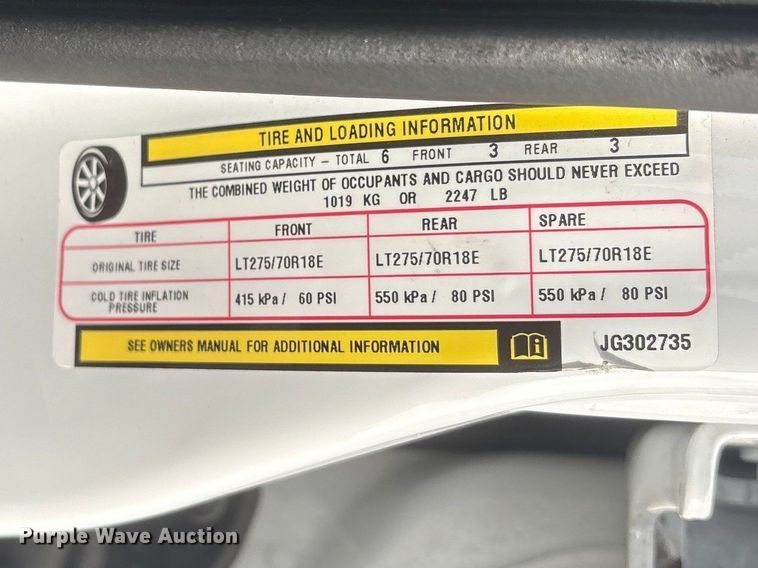 TIRE AND LOADING INFORMATION
SEATING CAPACITY – TOTAL 6 FRONT 3 REAR 3
THE COMBINED WEIGHT OF OCCUPANTS AND CARGO SHOULD NEVER EXCEED
1019 KG OR 2247 LB
TIRE FRONT REAR SPARE
ORIGINAL TIRE SIZE LT275/70R18E LT275/70R18E LT275/70R18E
COLD TIRE INFLATION PRESSURE 415 kPa / 60 PSI 550 kPa / 80 PSI 550 kPa / 80 PSI
SEE OWNERS MANUAL FOR ADDITIONAL INFORMATION
JG302735
Purple Wave Auction®